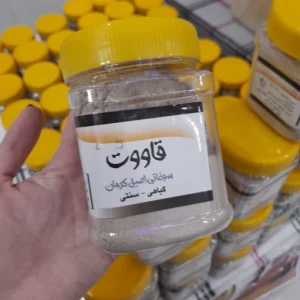 قاووت
سوغاتی اصیل کرمان
گیاهی - سنتی